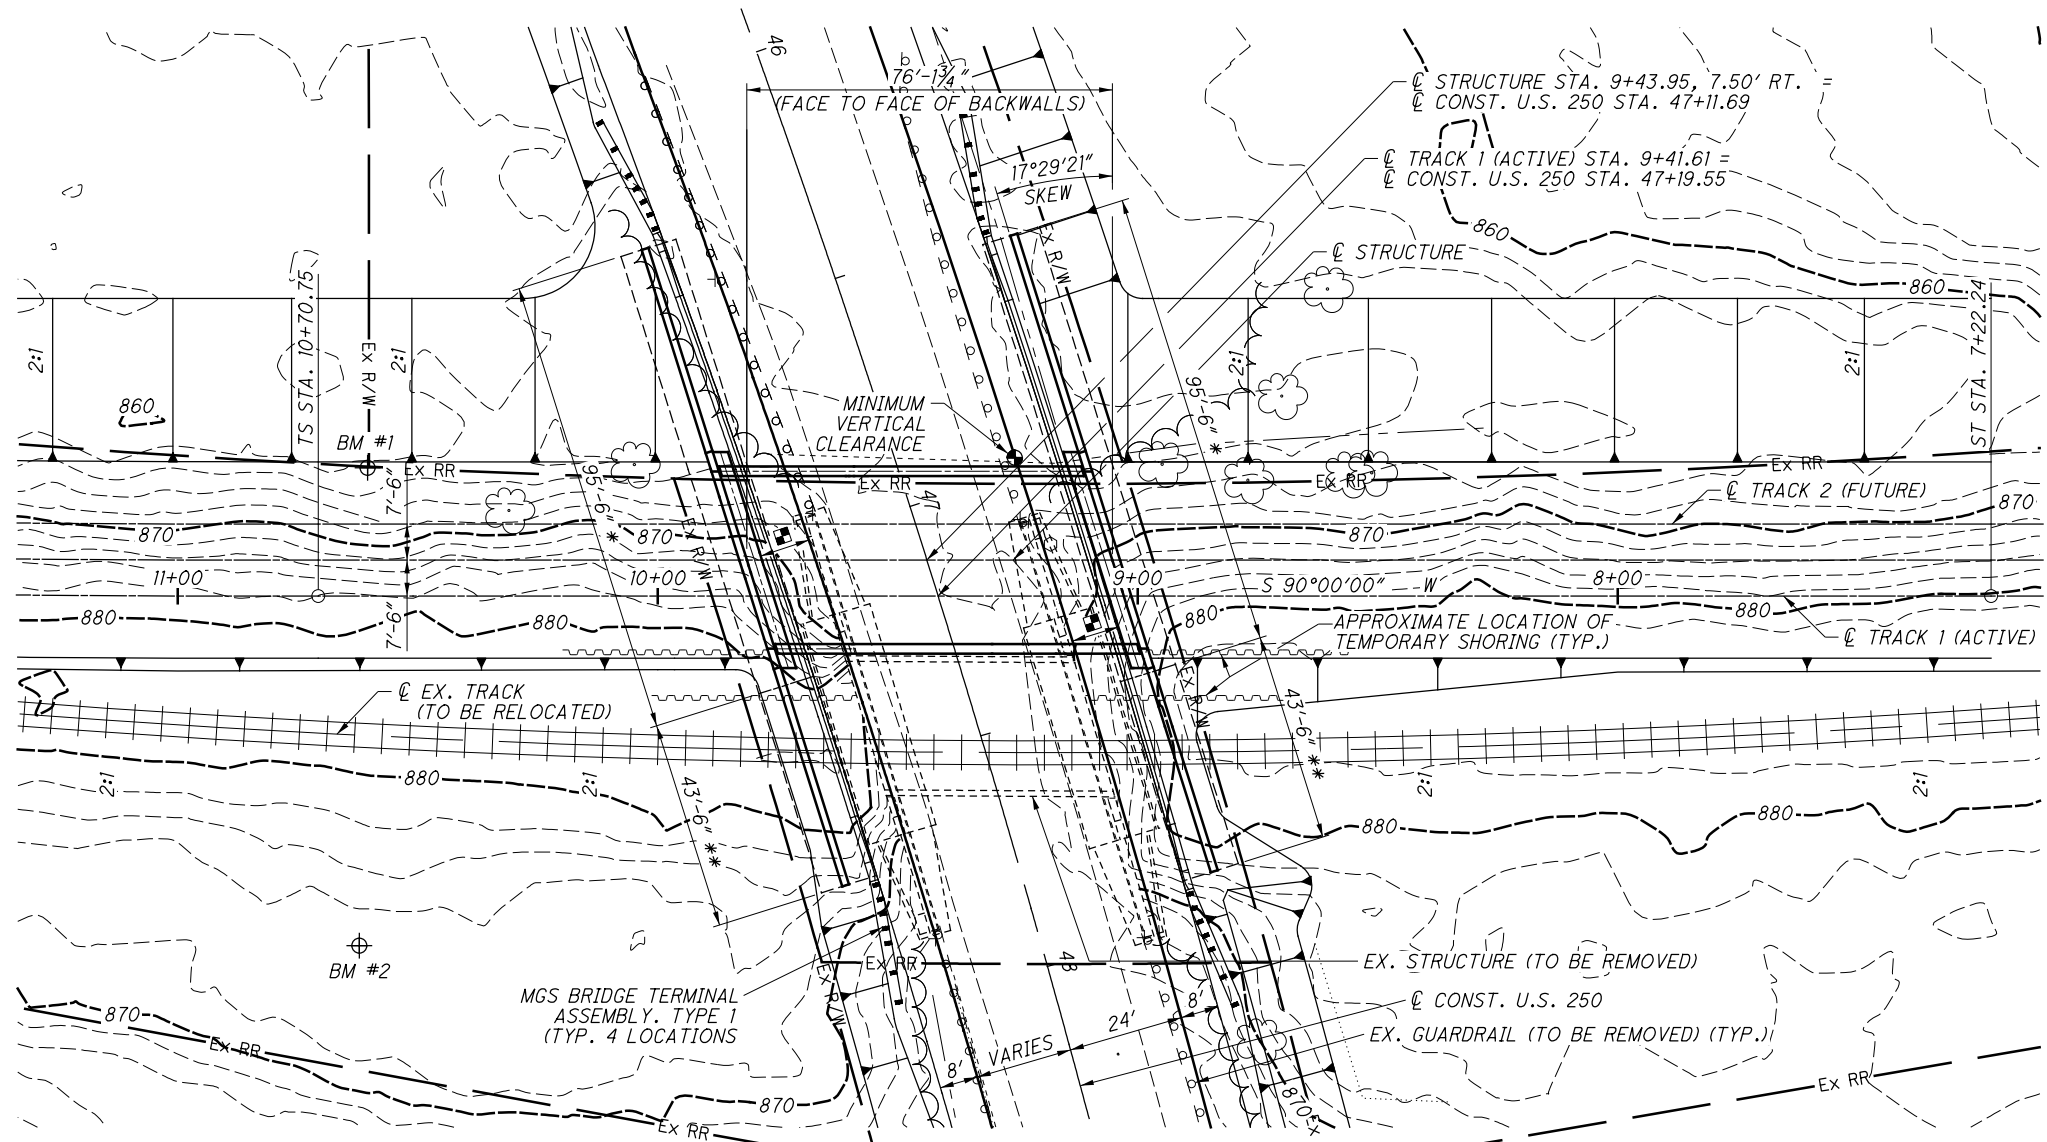 46
76'-1¾"
(FACE TO FACE OF BACKWALLS)
℄ STRUCTURE STA. 9+43.95, 7.50' RT. =
℄ CONST. U.S. 250 STA. 47+11.69
℄ TRACK 1 (ACTIVE) STA. 9+41.61 =
℄ CONST. U.S. 250 STA. 47+19.55
17°29'21"
SKEW
860
℄ STRUCTURE
Ex R/W
860
TS STA. 10+70.75
ST STA. 7+22.24
2:1
Ex R/W
2:1
2:1
2:1
860
95'-6" *
MINIMUM
VERTICAL
CLEARANCE
BM #1
Ex RR
7'-9"
95'-6" *
Ex RR
Ex RR
Ex RR
℄ TRACK 2 (FUTURE)
47
870
870
870
870
Ex R/W
11+00
10+00
9+00
8+00
S 90°00'00" W
880
880
7'-6"
880
880
APPROXIMATE LOCATION OF
TEMPORARY SHORING (TYP.)
℄ TRACK 1 (ACTIVE)
℄ EX. TRACK
(TO BE RELOCATED)
Ex R/W
43'-6" **
2:1
880
2:1
43'-6" **
2:1
2:1
880
880
BM #2
Ex RR
48
EX. STRUCTURE (TO BE REMOVED)
MGS BRIDGE TERMINAL
ASSEMBLY. TYPE 1
(TYP. 4 LOCATIONS
Ex R/W
8'
℄ CONST. U.S. 250
24'
EX. GUARDRAIL (TO BE REMOVED) (TYP.)
870
Ex RR
VARIES
8'
Ex RR
870
870
Ex
Ex RR